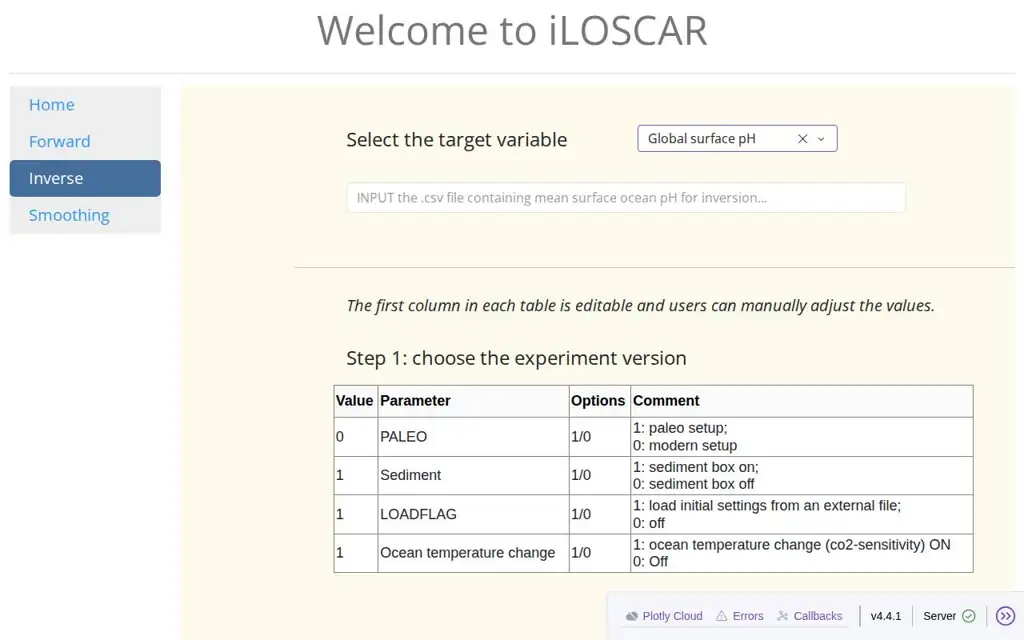 Welcome to iLOSCAR
Home
Forward
Inverse
Smoothing
Select the target variable
Global surface pH
INPUT the .csv file containing mean surface ocean pH for inversion...
The first column in each table is editable and users can manually adjust the values.
Step 1: choose the experiment version
Value Parameter Options Comment
0 PALEO 1/0 1: paleo setup;
0: modern setup
1 Sediment 1/0 1: sediment box on;
0: sediment box off
1 LOADFLAG 1/0 1: load initial settings from an external file;
0: off
1 Ocean temperature change 1/0 1: ocean temperature change (co2-sensitivity) ON
0: Off
Plotly Cloud Errors Callbacks v4.4.1 Server